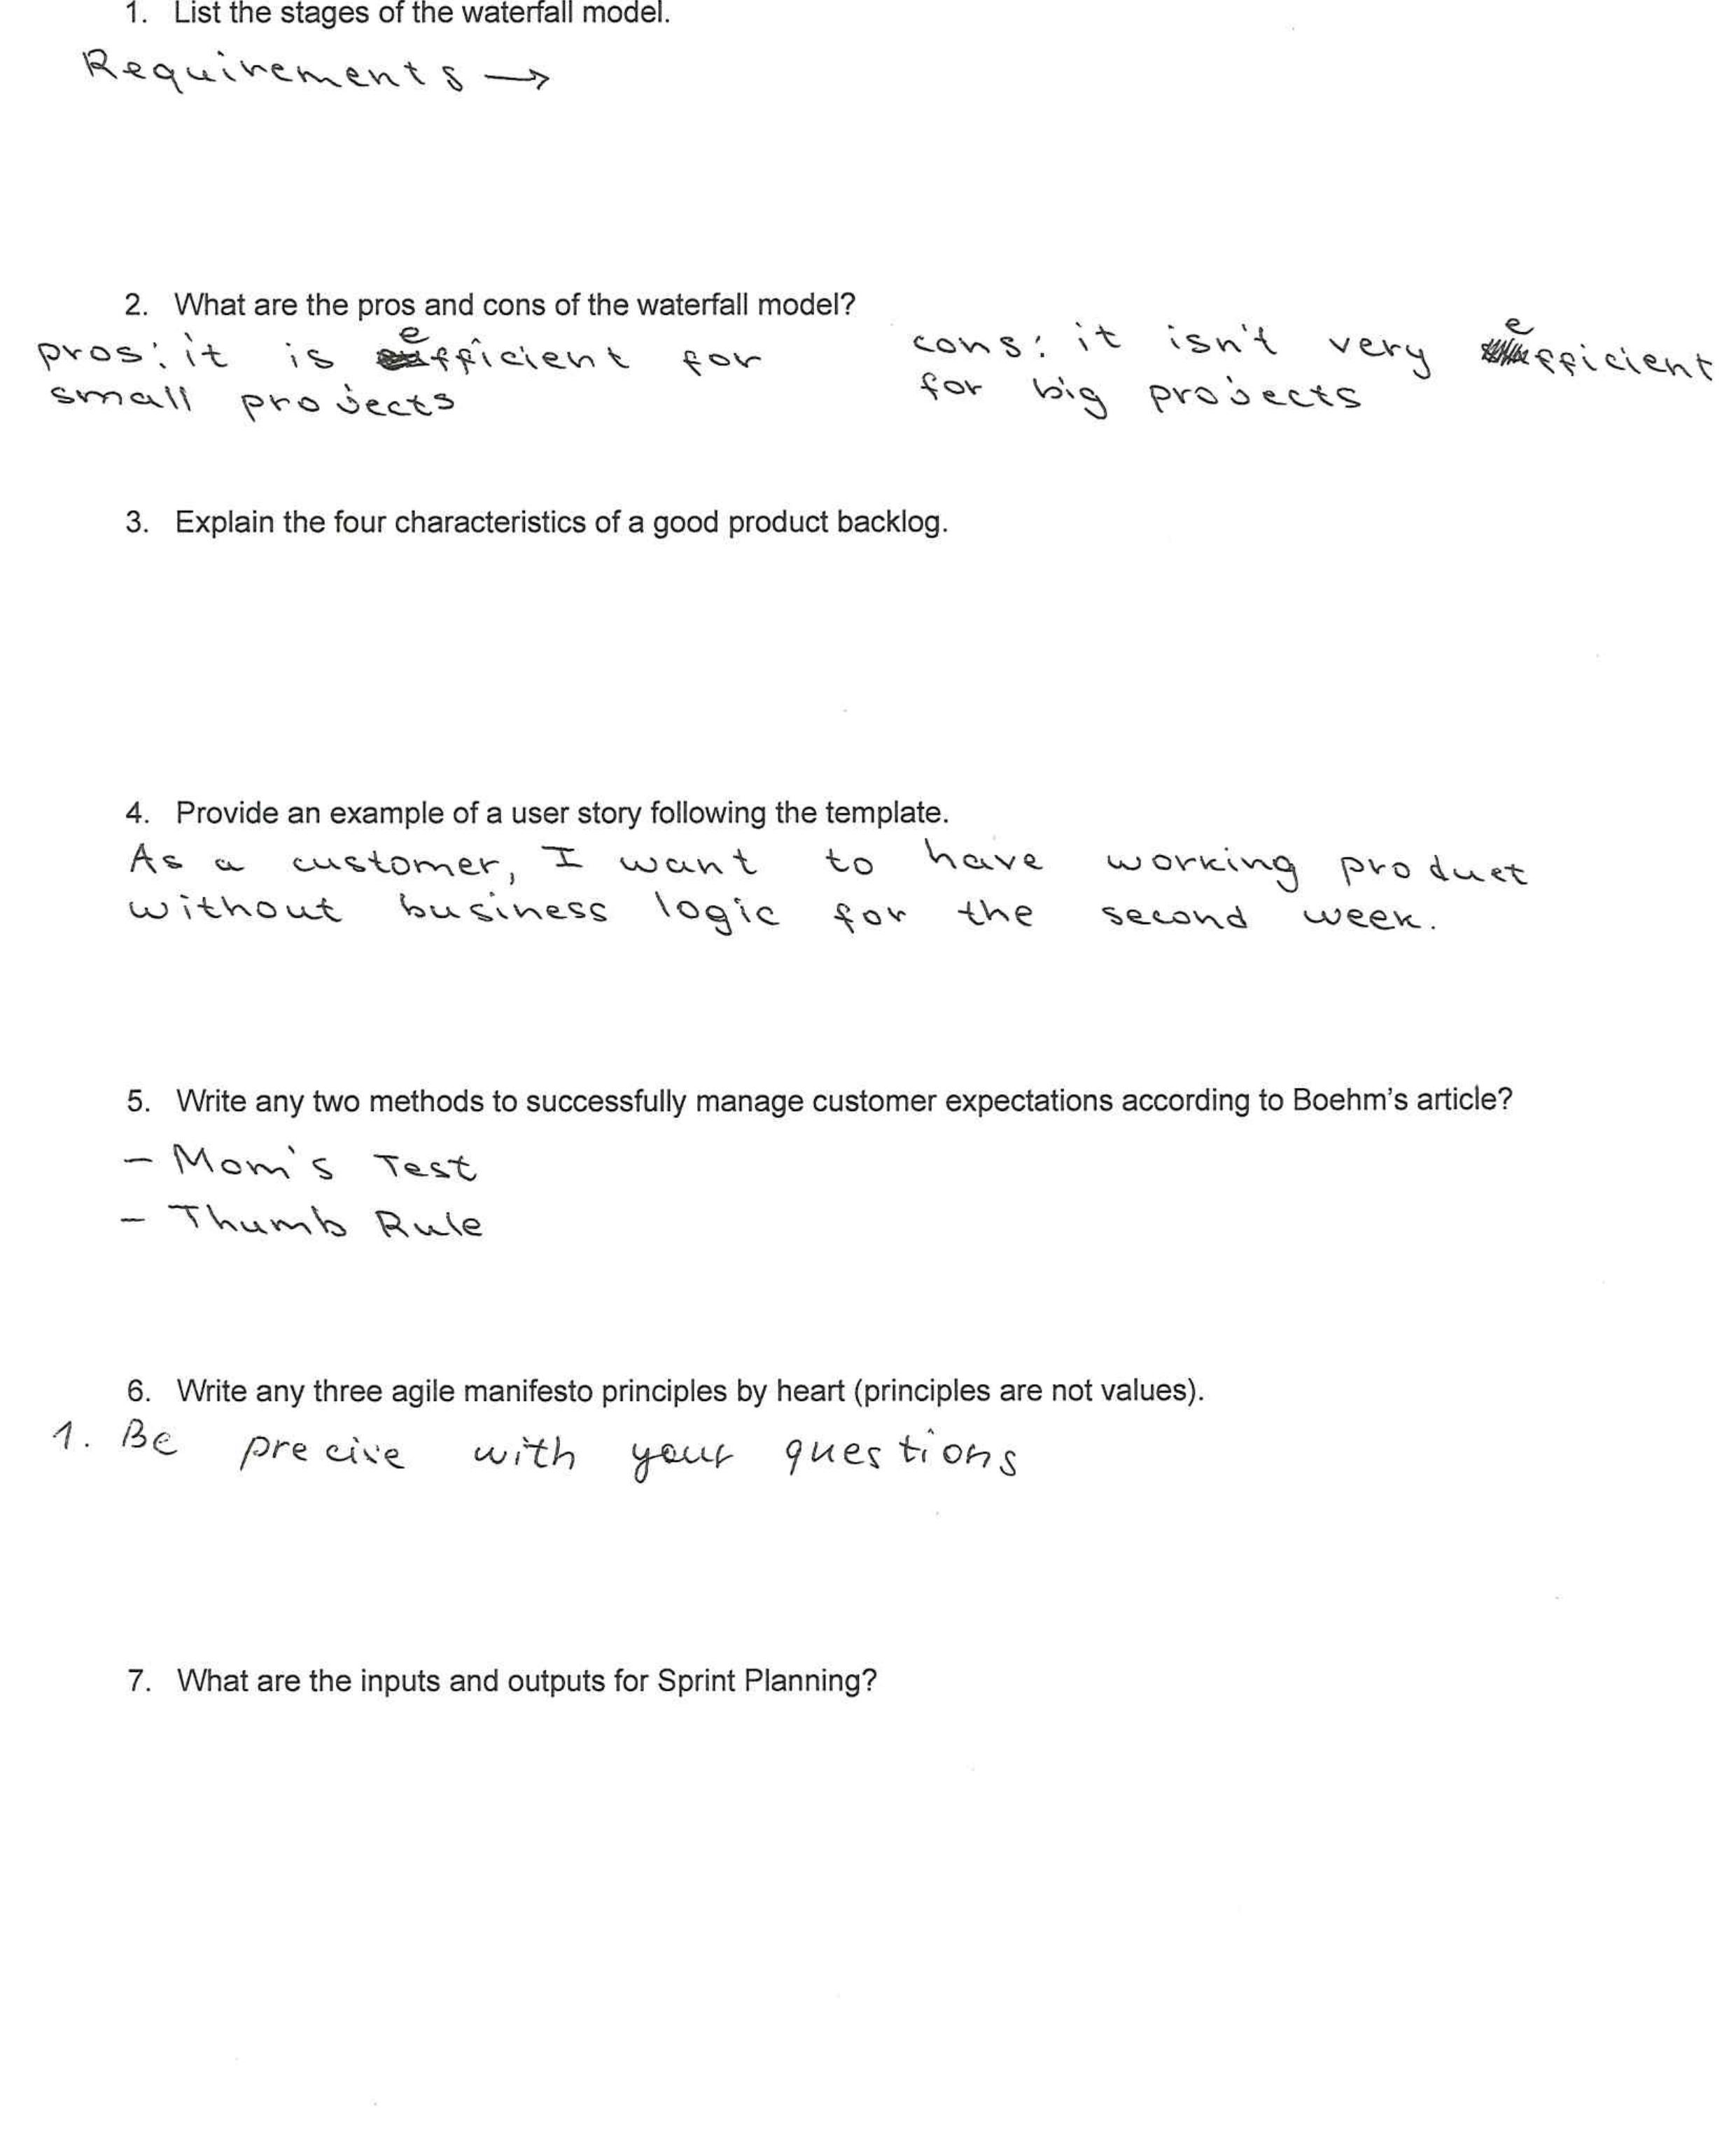 1. List the stages of the waterfall model.
Requirements →
2. What are the pros and cons of the waterfall model?
pros: it is efficient for
small projects
cons: it isn't very efficient
for big projects
3. Explain the four characteristics of a good product backlog.
4. Provide an example of a user story following the template.
As a customer, I want to have working product
without business logic for the second week.
5. Write any two methods to successfully manage customer expectations according to Boehm's article?
- Mom's Test
- Thumb Rule
6. Write any three agile manifesto principles by heart (principles are not values).
1. Be precise with your questions
7. What are the inputs and outputs for Sprint Planning?